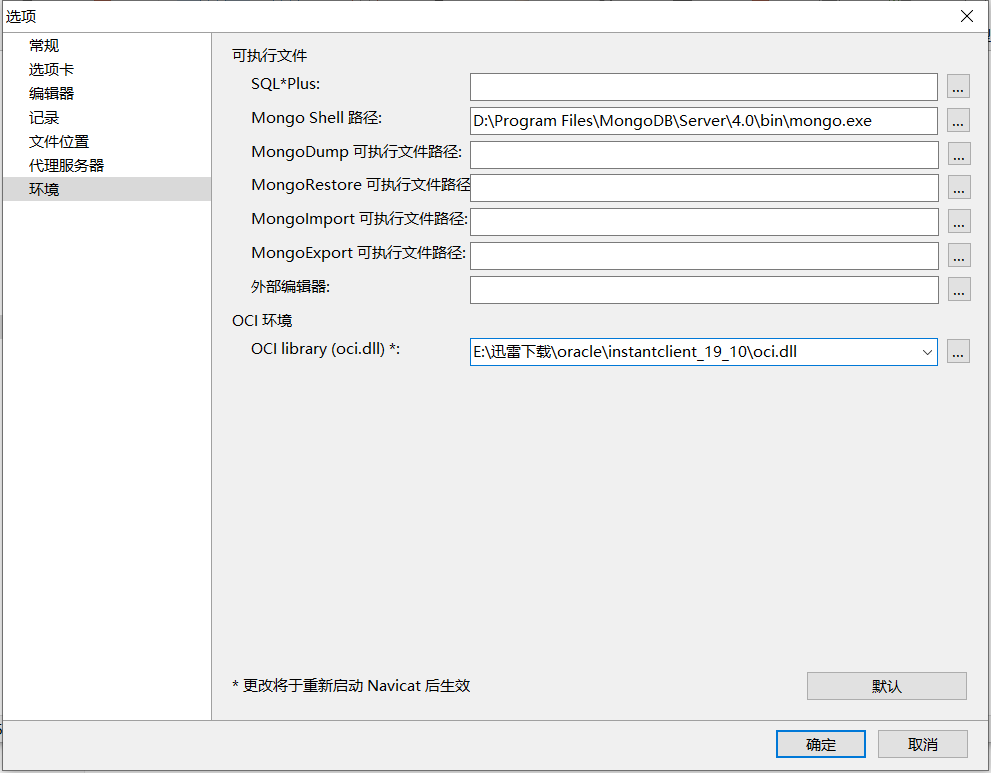 选项
常规
选项卡
编辑器
记录
文件位置
代理服务器
环境
可执行文件
SQL*Plus:
...
Mongo Shell 路径:
D:\Program Files\MongoDB\Server\4.0\bin\mongo.exe
...
MongoDump 可执行文件路径:
...
MongoRestore 可执行文件路径
...
MongoImport 可执行文件路径:
...
MongoExport 可执行文件路径:
...
外部编辑器:
...
OCI 环境
OCI library (oci.dll) *:
E:\迅雷下载\oracle\instantclient_19_10\oci.dll
...
* 更改将于重新启动 Navicat 后生效
默认
确定
取消